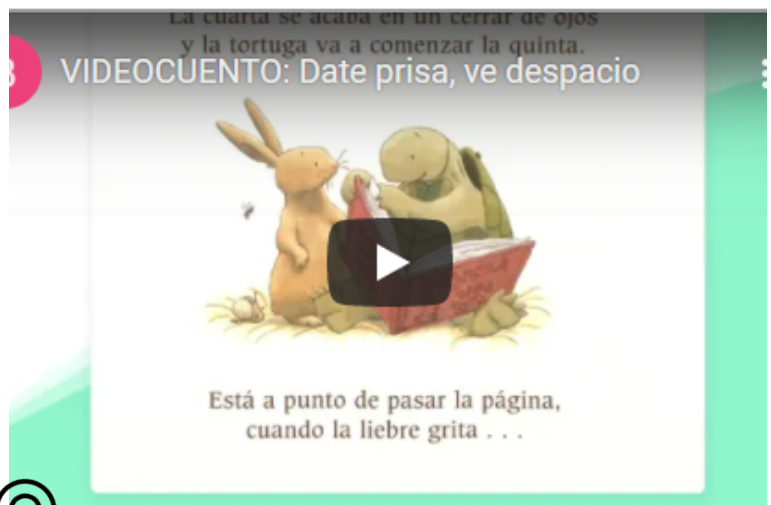 La cuarta se acaba en un cerrar de ojos
y la tortuga va a comenzar la quinta.
VIDEOCUENTO: Date prisa, ve despacio
Está a punto de pasar la página,
cuando la liebre grita . . .